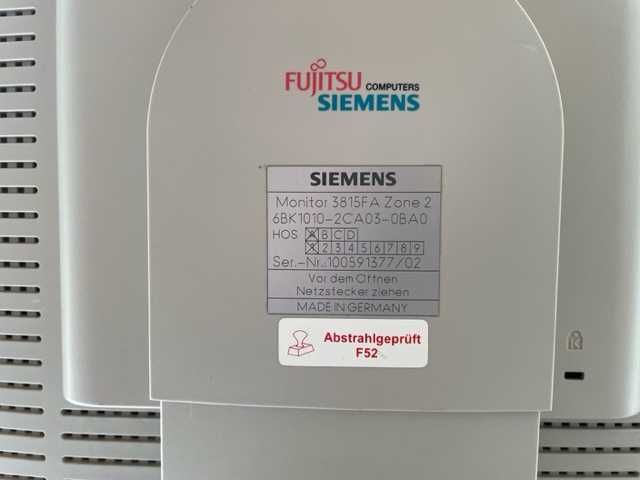 FUJITSU COMPUTERS
SIEMENS
SIEMENS
Monitor 3815FA Zone 2
6BK1010-2CA03-0BA0
HOS A B C D
1 2 3 4 5 6 7 8 9
Ser.-Nr.:100591377/02
Vor dem Öffnen
Netzstecker ziehen
MADE IN GERMANY
Abstrahlgeprüft
F52